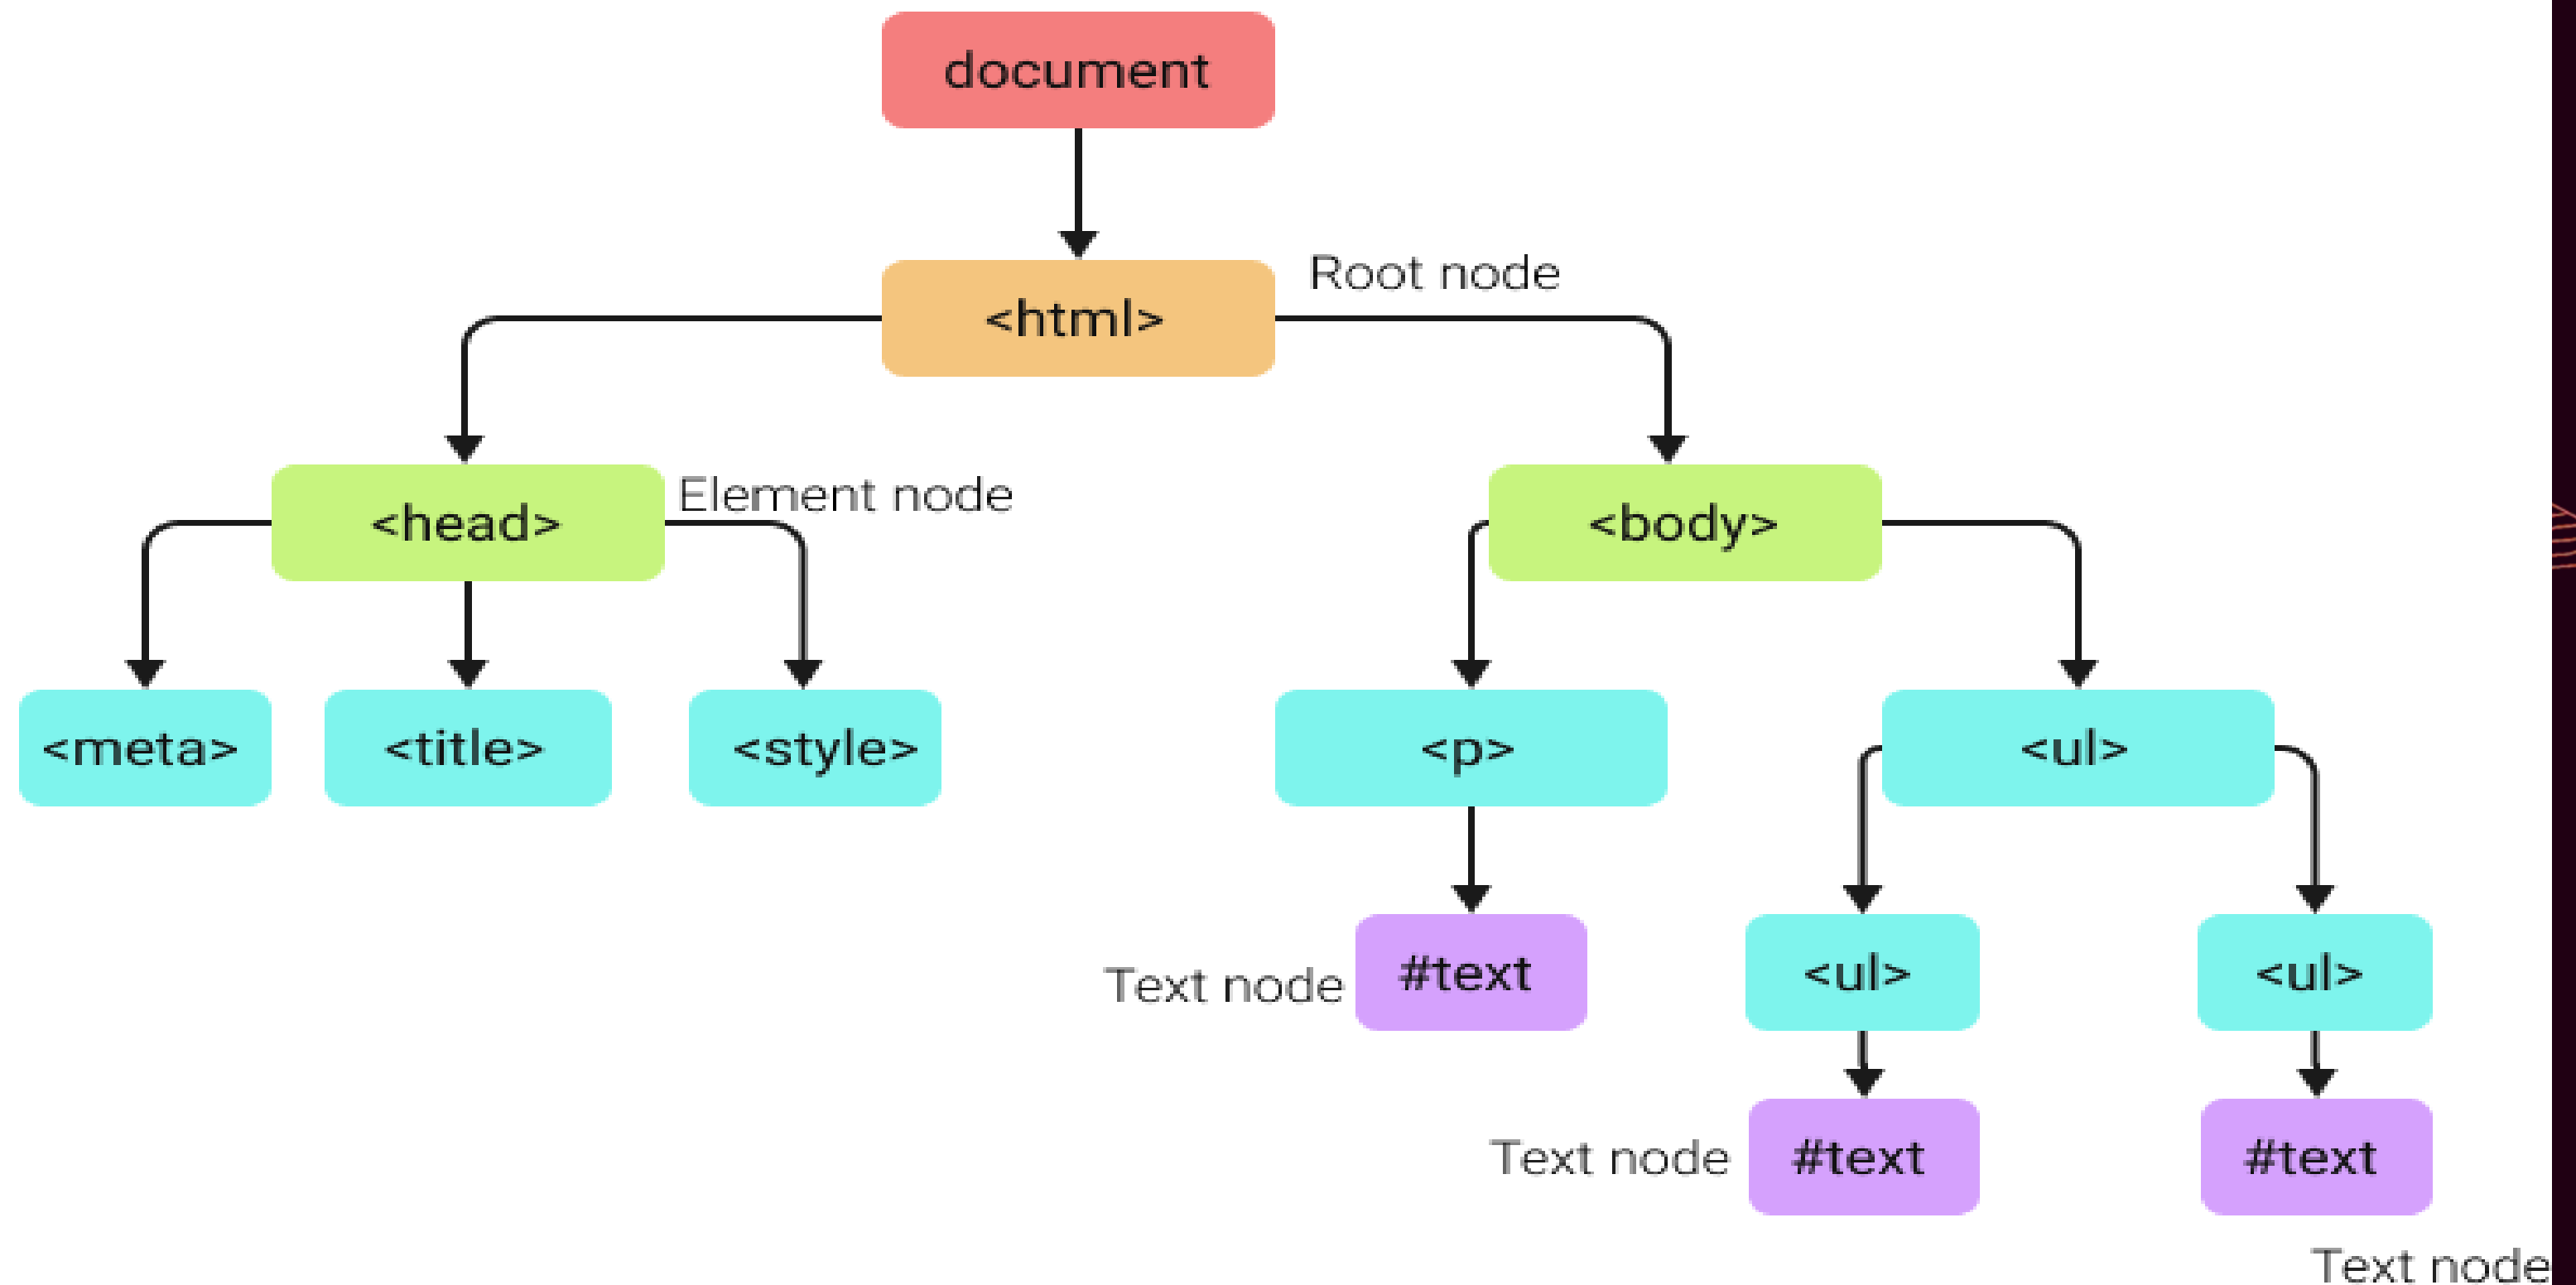 document
Root node
<html>
Element node
<head>
<body>
<meta>
<title>
<style>
<p>
<ul>
Text node
#text
<ul>
<ul>
Text node
#text
#text
Text node